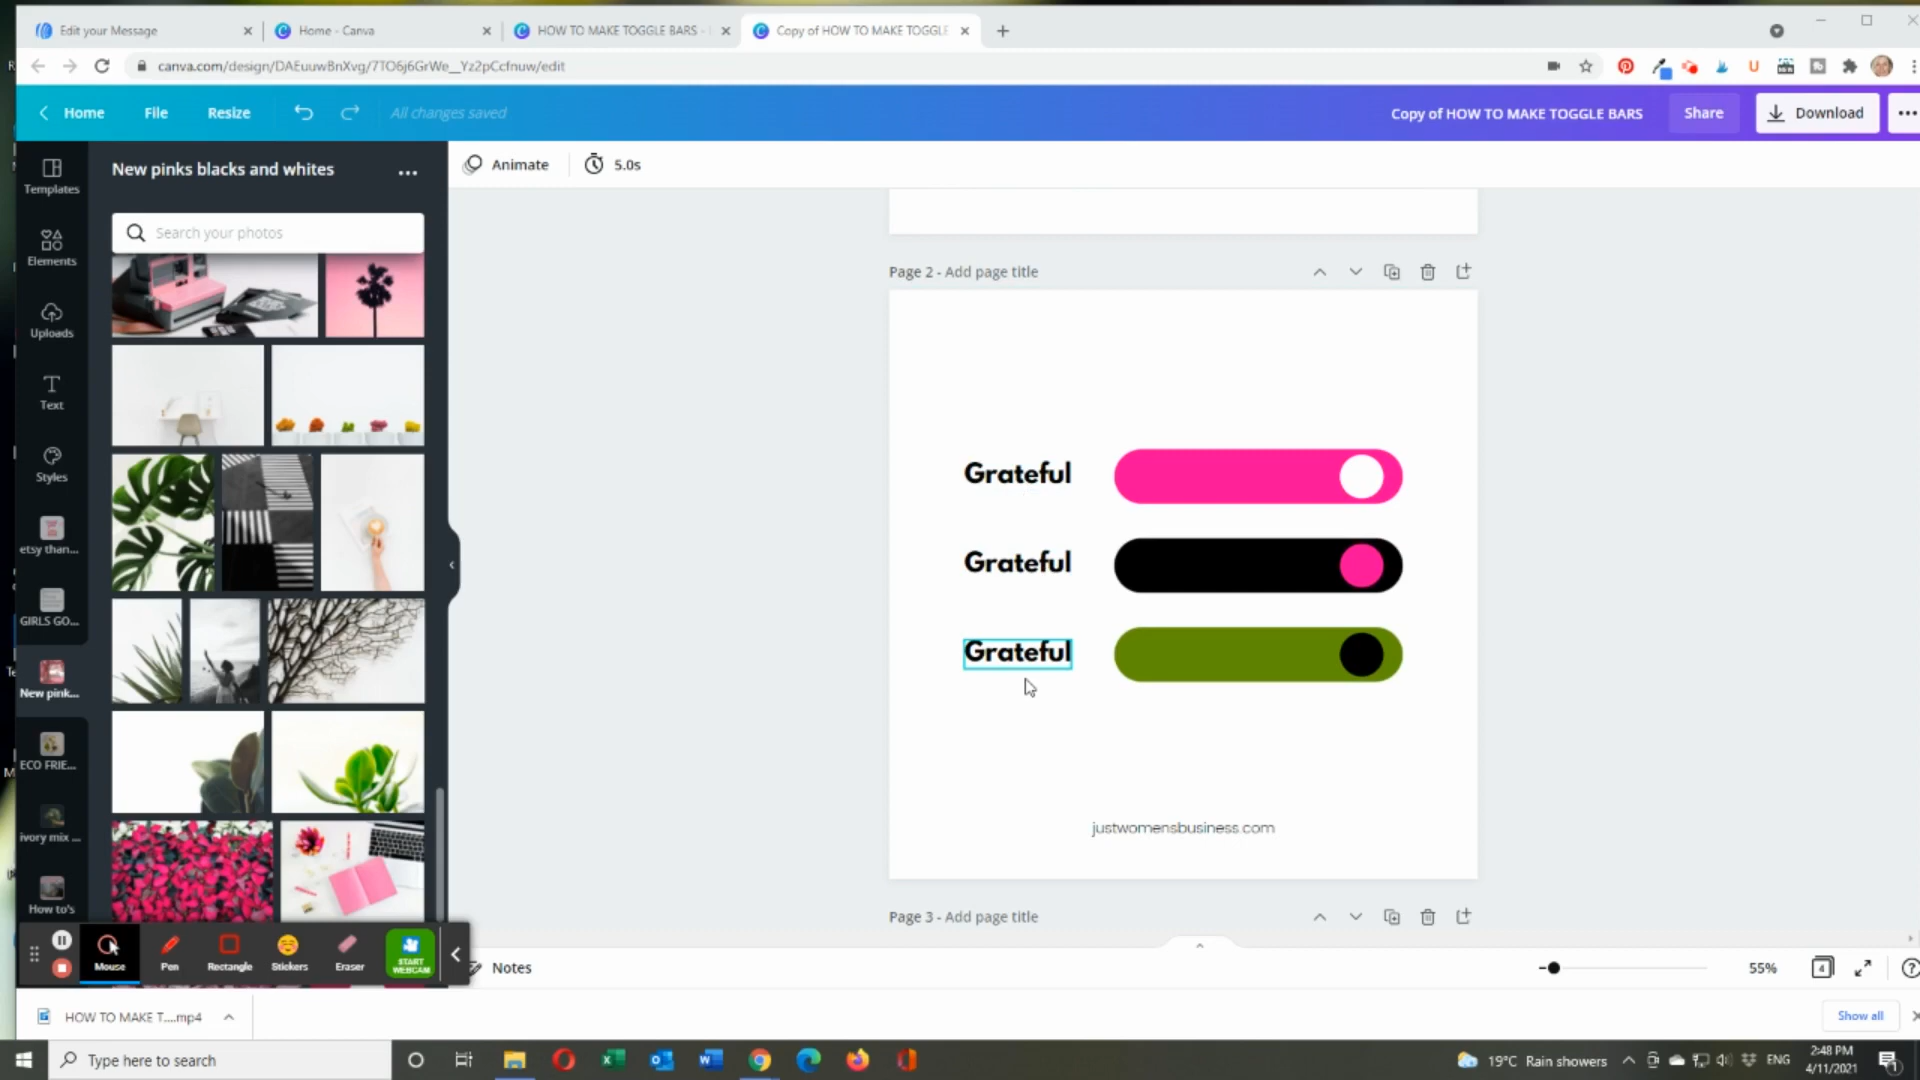 Edit your Message
Home - Canva
HOW TO MAKE TOGGLE BARS -
Copy of HOW TO MAKE TOGGLE
canva.com/design/DAEuuwBnXvg/7TO6j6GrWe__Yz2pCcfnuw/edit
Home
File
Resize
All changes saved
Copy of HOW TO MAKE TOGGLE BARS
Share
Download
Templates
Elements
Uploads
Text
Styles
etsy than...
GIRLS GO...
New pink...
ECO FRIE...
ivory mix ...
How to's
New pinks blacks and whites
Search your photos
Animate
5.0s
Page 2 - Add page title
Grateful
Grateful
Grateful
justwomensbusiness.com
Page 3 - Add page title
Mouse
Pen
Rectangle
Stickers
Eraser
START
WEBCAM
Notes
55%
4
HOW TO MAKE T....mp4
Show all
Type here to search
19°C Rain showers
ENG
2:48 PM
4/11/2021